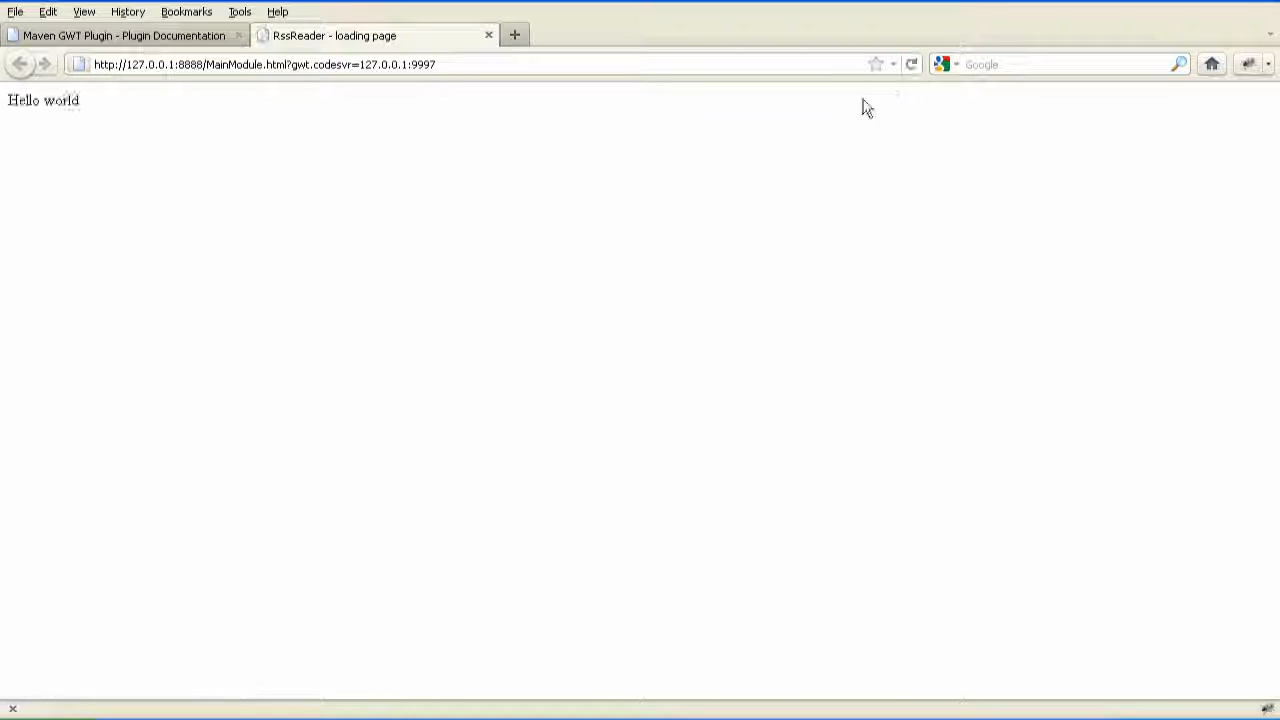 File Edit View History Bookmarks Tools Help
Maven GWT Plugin - Plugin Documentation RssReader - loading page
http://127.0.0.1:8888/MainModule.html?gwt.codesvr=127.0.0.1:9997 Google
Hello world